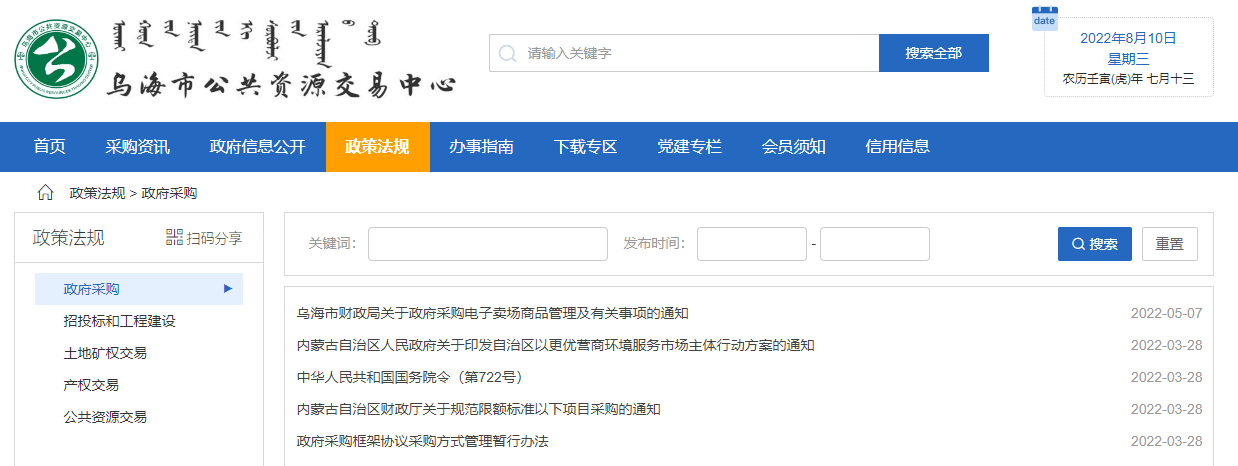 乌海市公共资源交易中心
请输入关键字
搜索全部
date
2022年8月10日
星期三
农历壬寅(虎)年 七月十三
首页 采购资讯 政府信息公开 政策法规 办事指南 下载专区 党建专栏 会员须知 信用信息
政策法规 > 政府采购
政策法规 扫码分享
政府采购
招投标和工程建设
土地矿权交易
产权交易
公共资源交易
关键词： 发布时间： - 搜索 重置
乌海市财政局关于政府采购电子卖场商品管理及有关事项的通知 2022-05-07
内蒙古自治区人民政府关于印发自治区以更优营商环境服务市场主体行动方案的通知 2022-03-28
中华人民共和国国务院令（第722号） 2022-03-28
内蒙古自治区财政厅关于规范限额标准以下项目采购的通知 2022-03-28
政府采购框架协议采购方式管理暂行办法 2022-03-28